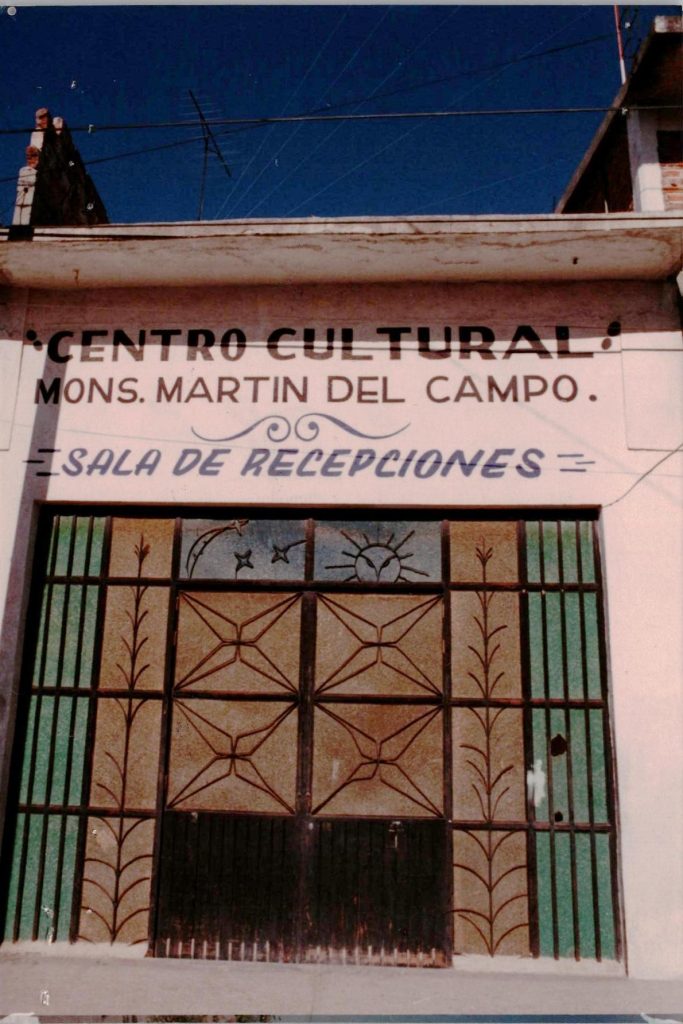 CENTRO CULTURAL
MONS. MARTIN DEL CAMPO.
SALA DE RECEPCIONES